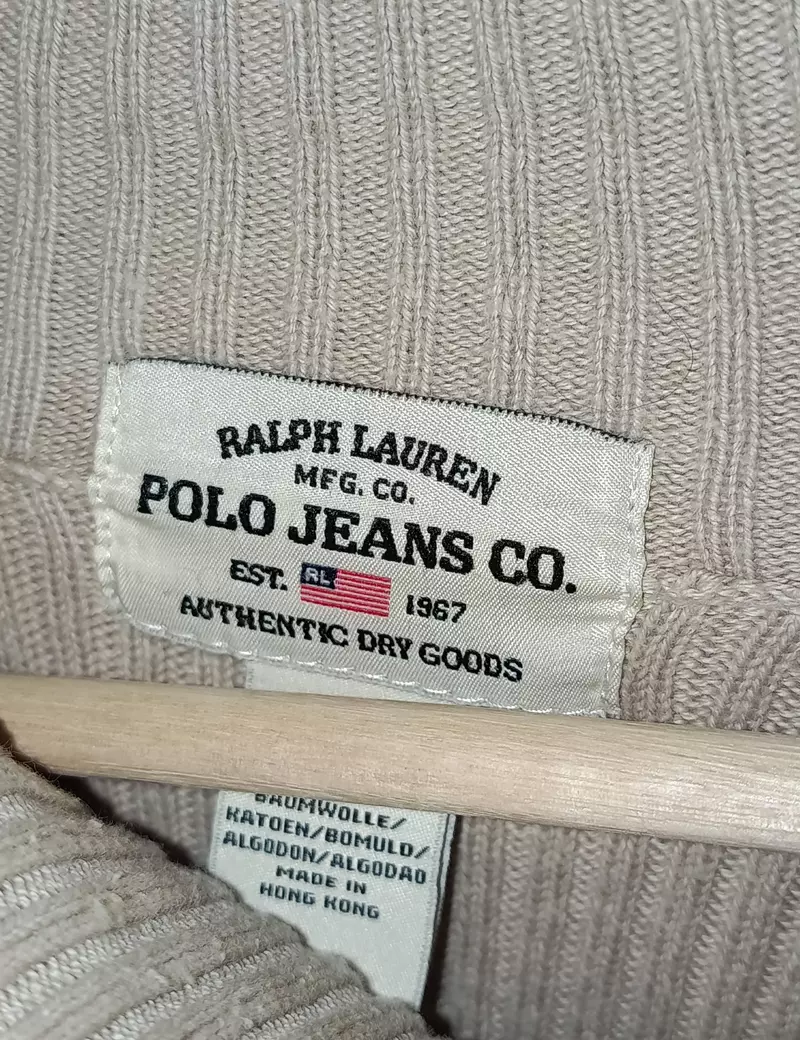 RALPH LAUREN
MFG. CO.
POLO JEANS CO.
EST. RL 1967
AUTHENTIC DRY GOODS
BAUMWOLLE/
KATOEN/BOMULD/
ALGODON/ALGODAO
MADE IN
HONG KONG